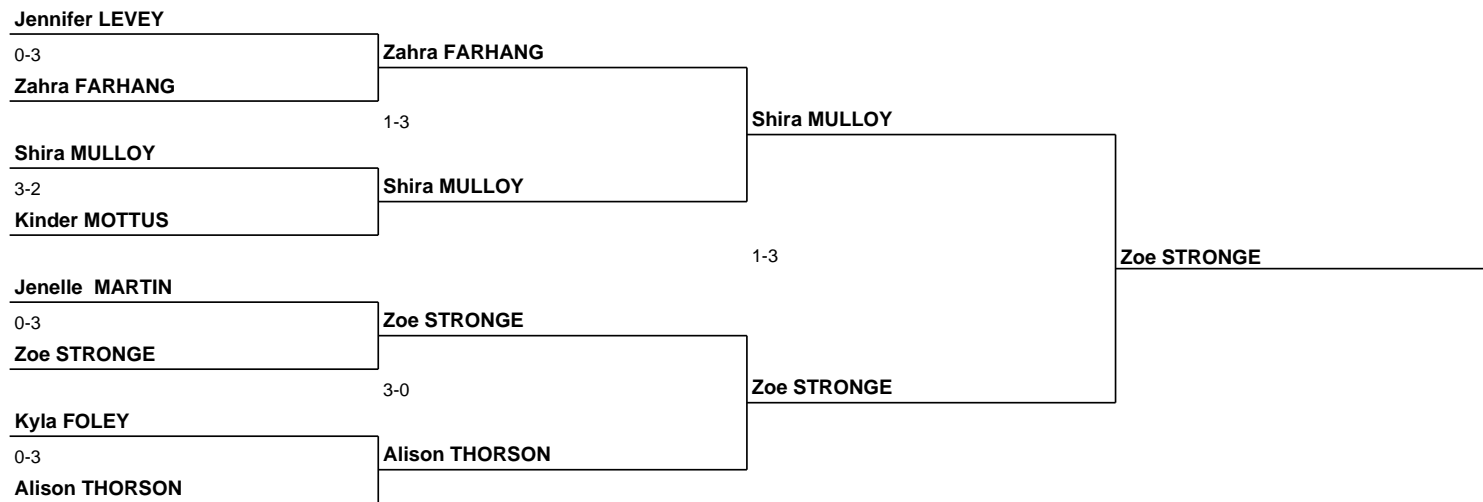 Jennifer LEVEY
0-3
Zahra FARHANG
Zahra FARHANG
1-3
Shira MULLOY
Shira MULLOY
3-2
Shira MULLOY
Kinder MOTTUS
1-3
Zoe STRONGE
Jenelle  MARTIN
0-3
Zoe STRONGE
Zoe STRONGE
3-0
Zoe STRONGE
Kyla FOLEY
0-3
Alison THORSON
Alison THORSON